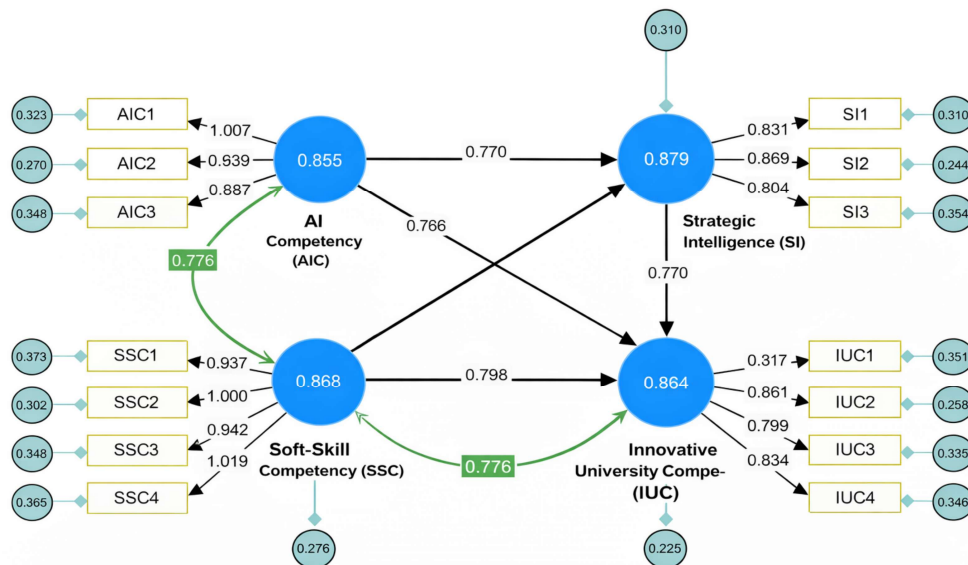 0.310
0.323
AIC1
1.007
0.831
SI1
0.310
0.270
AIC2
0.939
0.855
0.770
0.879
0.869
SI2
0.244
0.348
AIC3
0.887
0.804
SI3
0.354
AI
Competency
(AIC)
0.766
Strategic
Intelligence (SI)
0.776
0.770
0.373
SSC1
0.937
0.317
IUC1
0.351
0.302
SSC2
1.000
0.868
0.798
0.864
0.861
IUC2
0.258
0.348
SSC3
0.942
0.799
IUC3
0.335
0.365
SSC4
1.019
0.834
IUC4
0.346
Soft-Skill
Competency (SSC)
0.776
Innovative
University Compe-
(IUC)
0.276
0.225